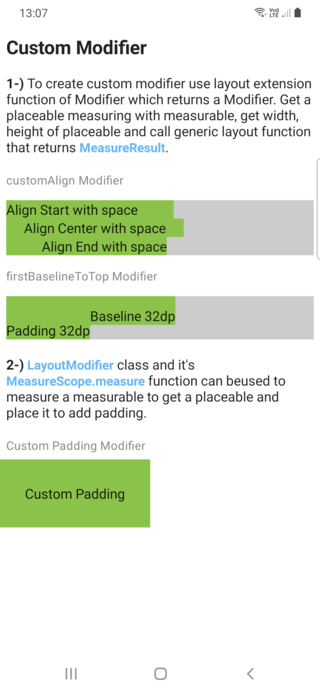 13:07
Custom Modifier
1-) To create custom modifier use layout extension
function of Modifier which returns a Modifier. Get a
placeable measuring with measurable, get width,
height of placeable and call generic layout function
that returns MeasureResult.
customAlign Modifier
Align Start with space
Align Center with space
Align End with space
firstBaselineToTop Modifier
Baseline 32dp
Padding 32dp
2-) LayoutModifier class and it's
MeasureScope.measure function can beused to
measure a measurable to get a placeable and
place it to add padding.
Custom Padding Modifier
Custom Padding